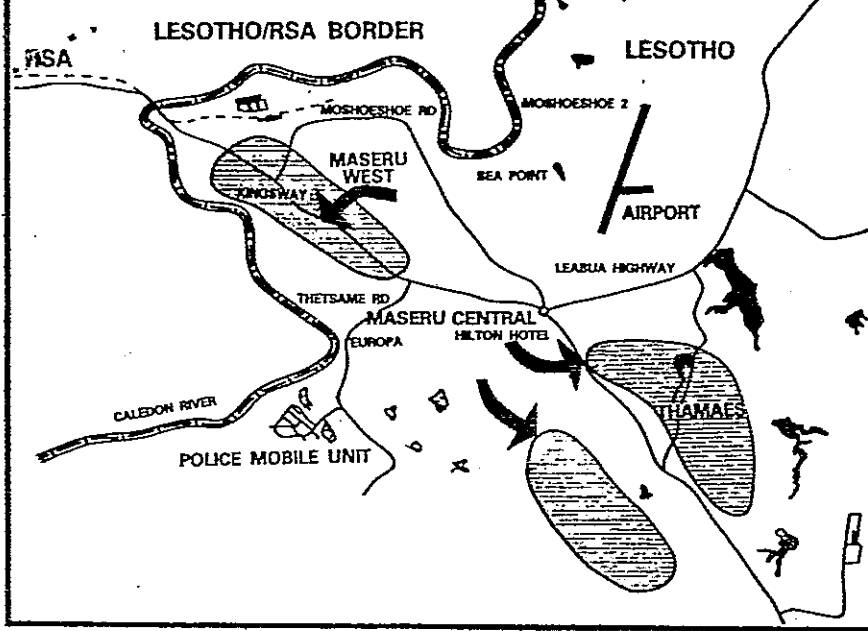 LESOTHO/RSA BORDER
RSA
LESOTHO
MOSHOESHOE RD
MOSHOESHOE 2
MASERU
WEST
SEA POINT
KINGSWAY
AIRPORT
LEABUA HIGHWAY
THETSAME RD
MASERU CENTRAL
HILTON HOTEL
EUROPA
CALEDON RIVER
THAMAES
POLICE MOBILE UNIT